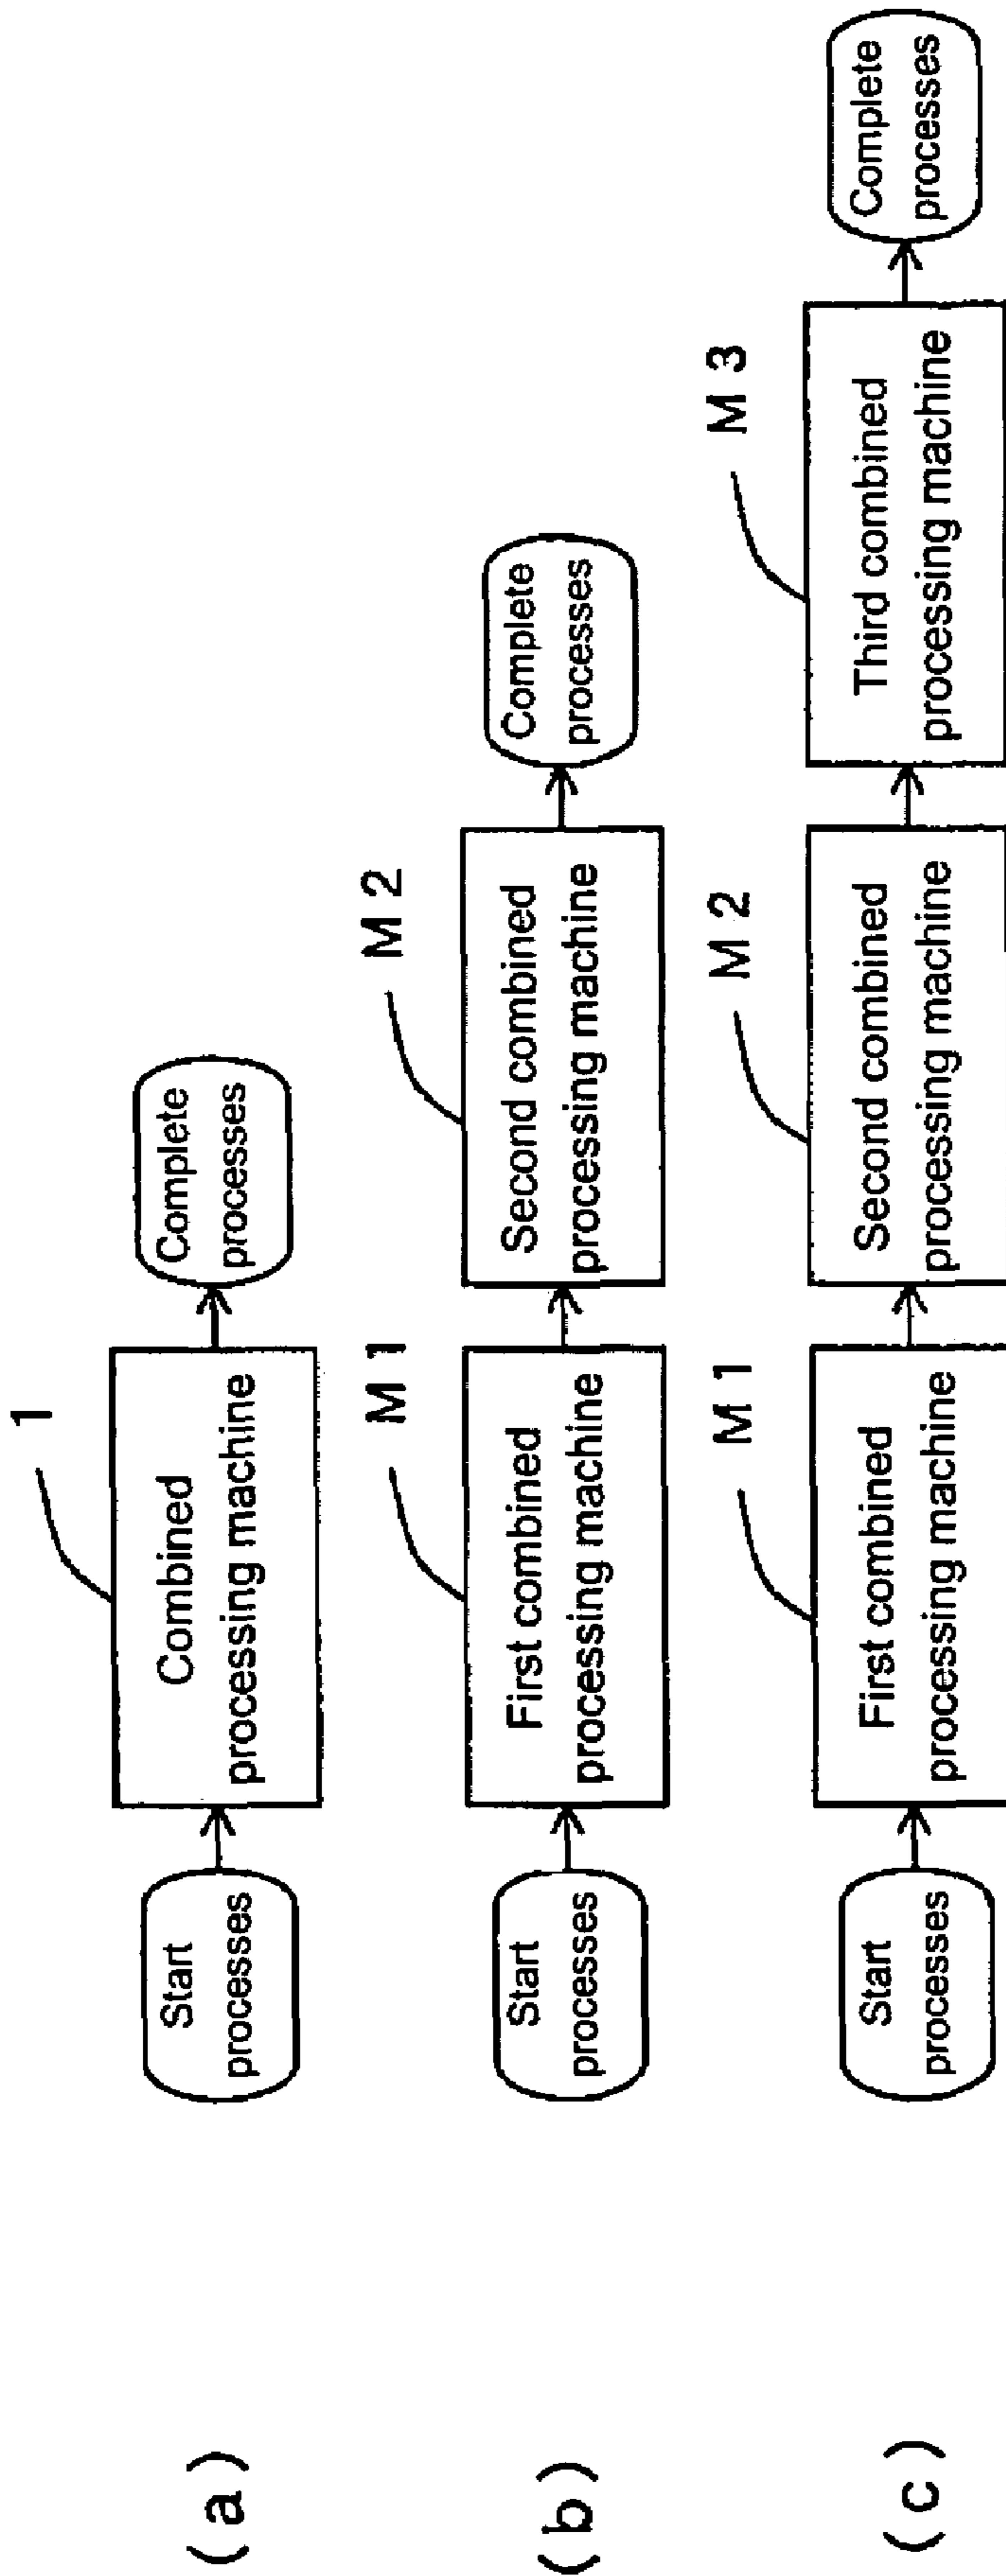 (a)
Start
processes
1
Combined
processing machine
Complete
processes
(b)
Start
processes
M 1
First combined
processing machine
M 2
Second combined
processing machine
Complete
processes
(c)
Start
processes
M 1
First combined
processing machine
M 2
Second combined
processing machine
M 3
Third combined
processing machine
Complete
processes